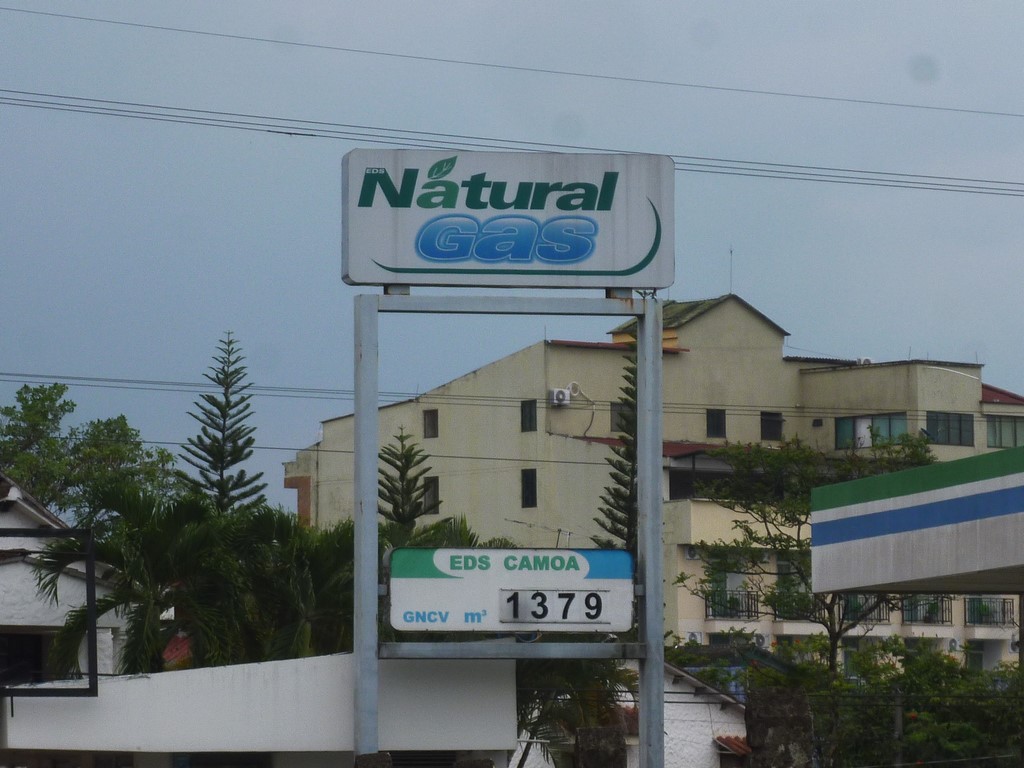 EDS
Natural
Gas
EDS CAMOA
GNCV m³ 1379